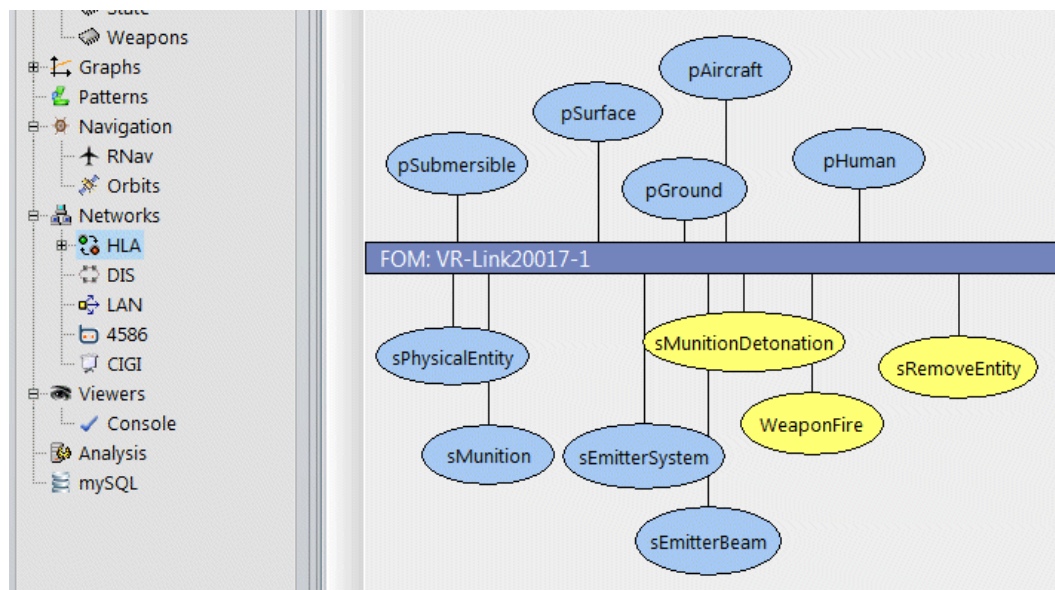 State
Weapons
Graphs
Patterns
Navigation
RNav
Orbits
Networks
HLA
DIS
LAN
4586
CIGI
Viewers
Console
Analysis
mySQL
pAircraft
pSurface
pSubmersible
pHuman
pGround
FOM: VR-Link20017-1
sPhysicalEntity
sMunitionDetonation
sRemoveEntity
WeaponFire
sMunition
sEmitterSystem
sEmitterBeam